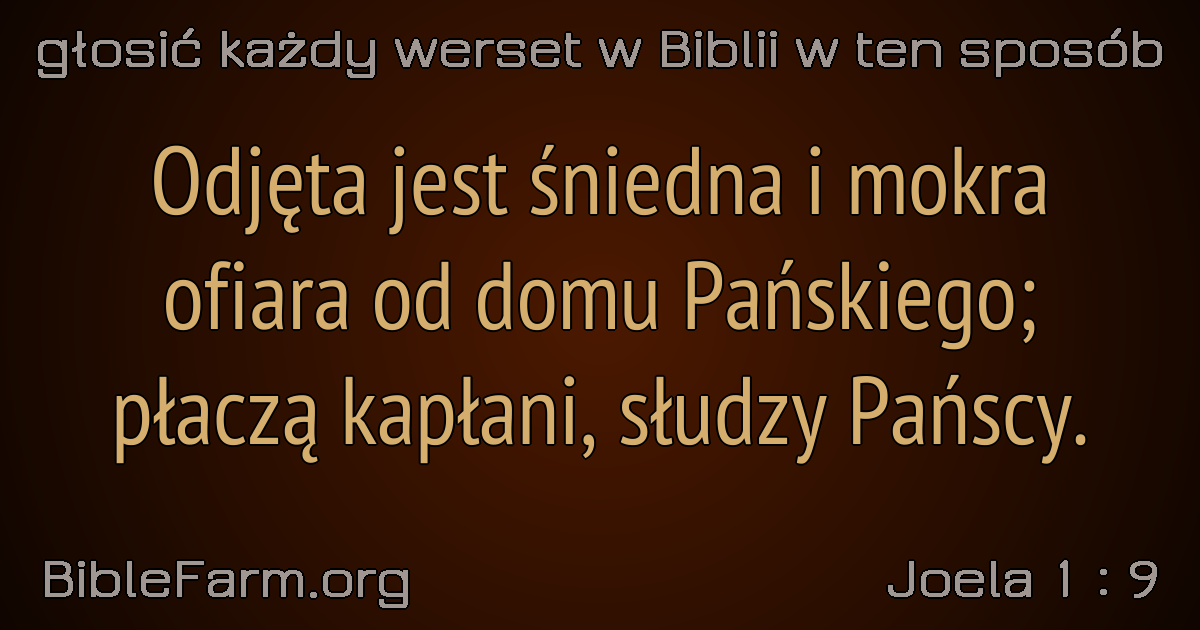 głosić każdy werset w Biblii w ten sposób
Odjęta jest śniedna i mokra
ofiara od domu Pańskiego;
płaczą kapłani, słudzy Pańscy.
BibleFarm.org
Joela 1 : 9